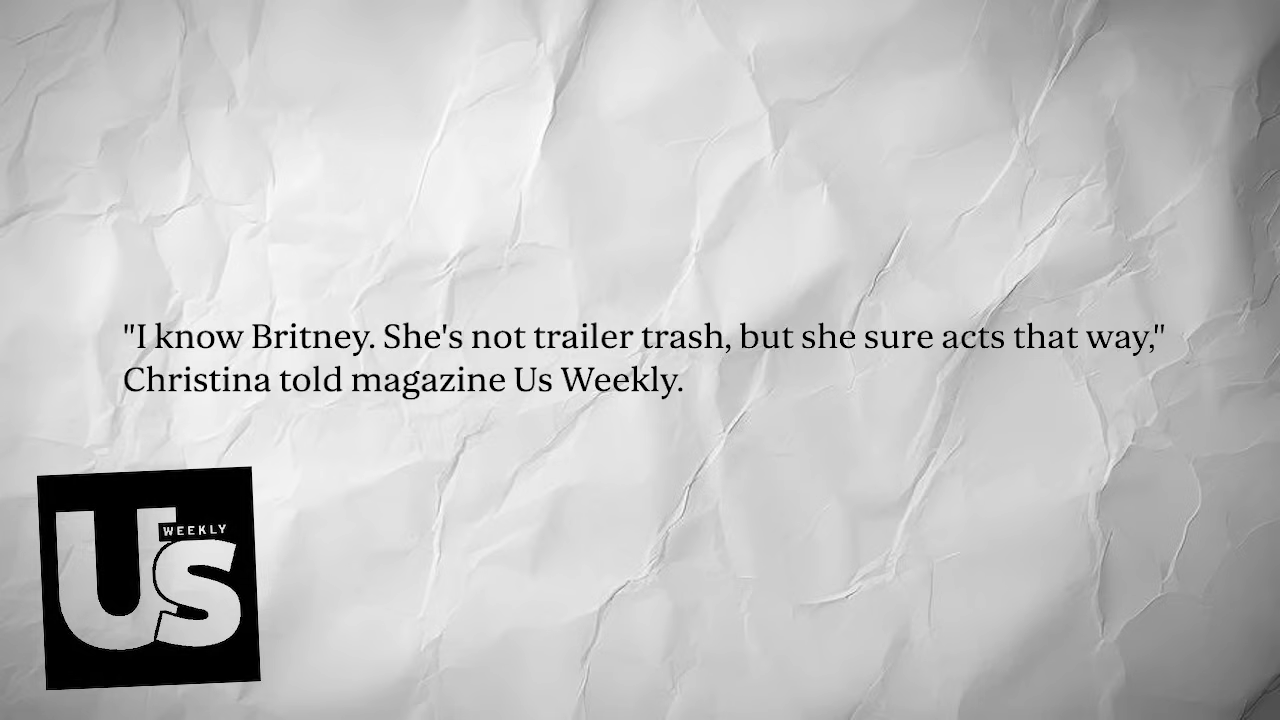 "I know Britney. She's not trailer trash, but she sure acts that way,"
Christina told magazine Us Weekly.
Us
WEEKLY